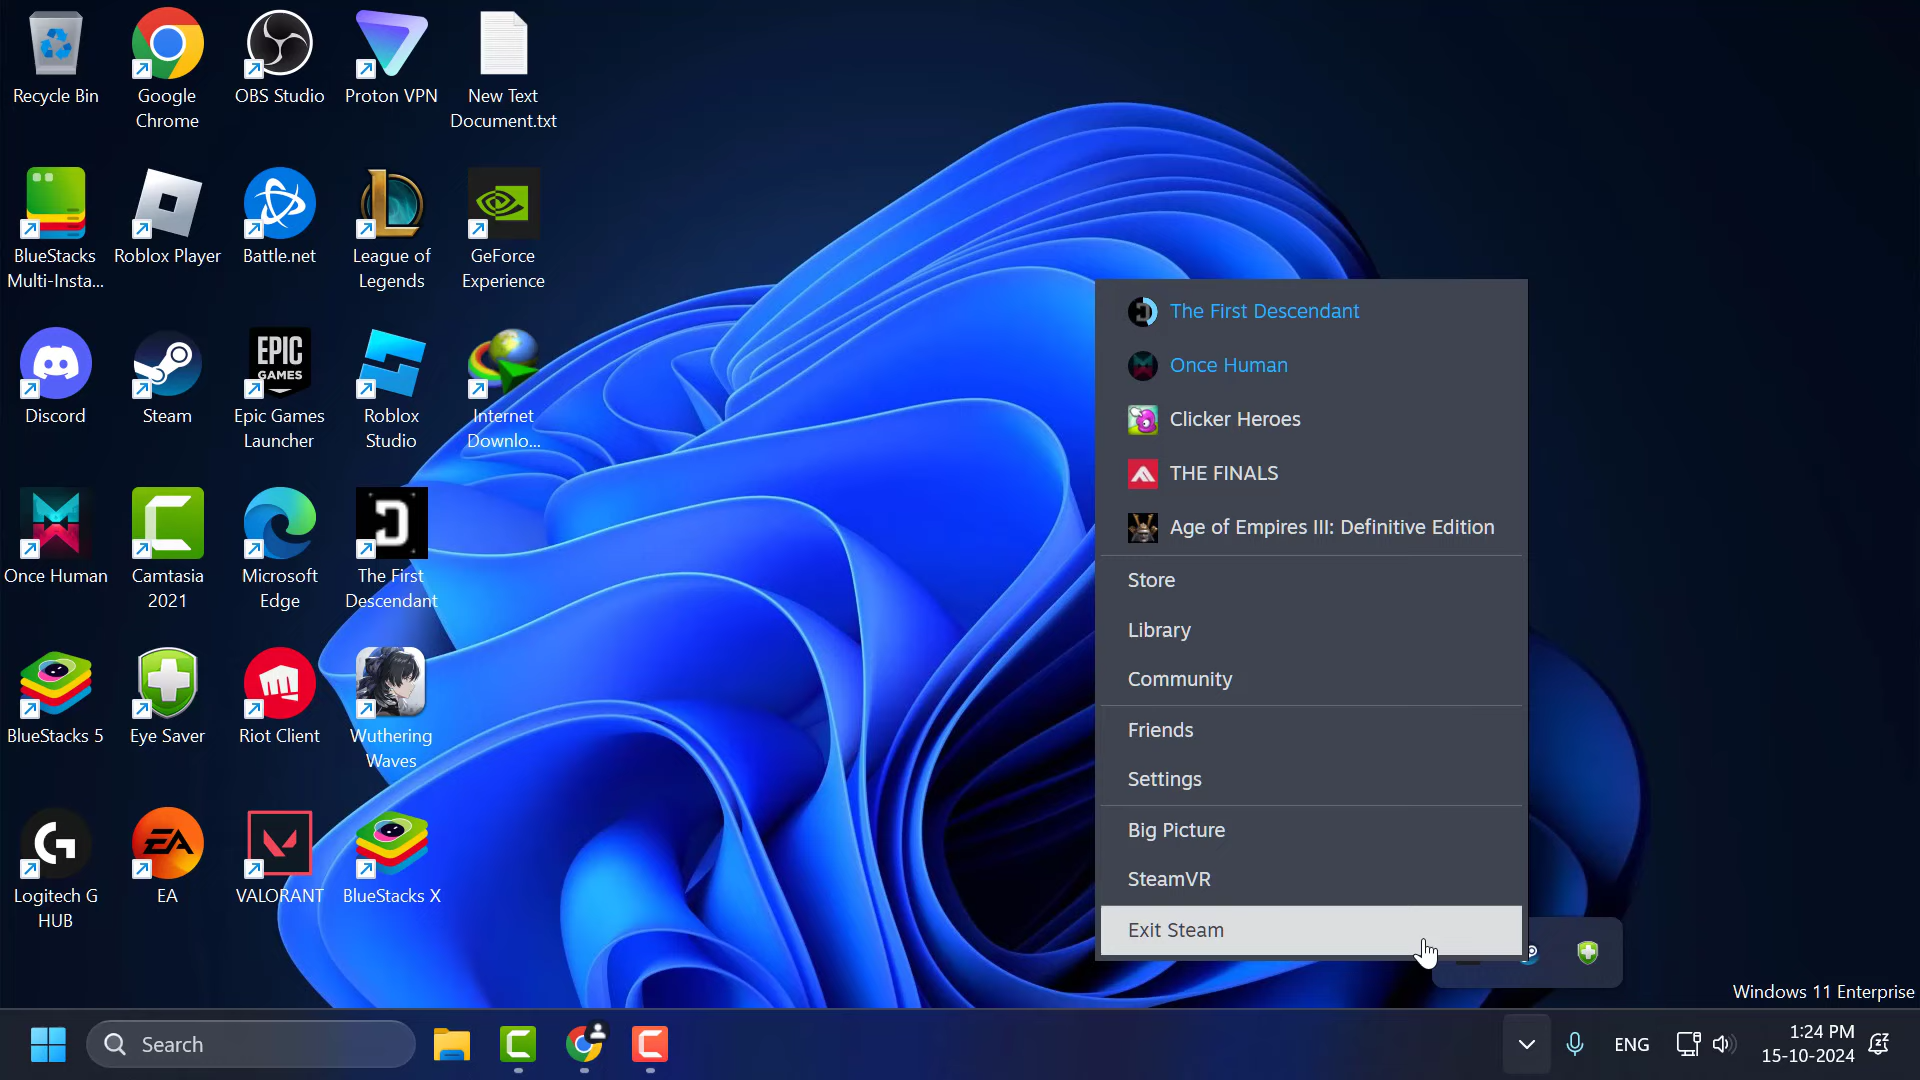 Recycle Bin
Google
Chrome
OBS Studio
Proton VPN
New Text
Document.txt
BlueStacks
Multi-Insta...
Roblox Player
Battle.net
League of
Legends
GeForce
Experience
Discord
Steam
EPIC
GAMES
Epic Games
Launcher
Roblox
Studio
Internet
Downlo...
Once Human
Camtasia
2021
Microsoft
Edge
The First
Descendant
BlueStacks 5
Eye Saver
Riot Client
Wuthering
Waves
Logitech G
HUB
EA
EA
VALORANT
BlueStacks X
The First Descendant
Once Human
Clicker Heroes
THE FINALS
Age of Empires III: Definitive Edition
Store
Library
Community
Friends
Settings
Big Picture
SteamVR
Exit Steam
Windows 11 Enterprise
Search
ENG
1:24 PM
15-10-2024